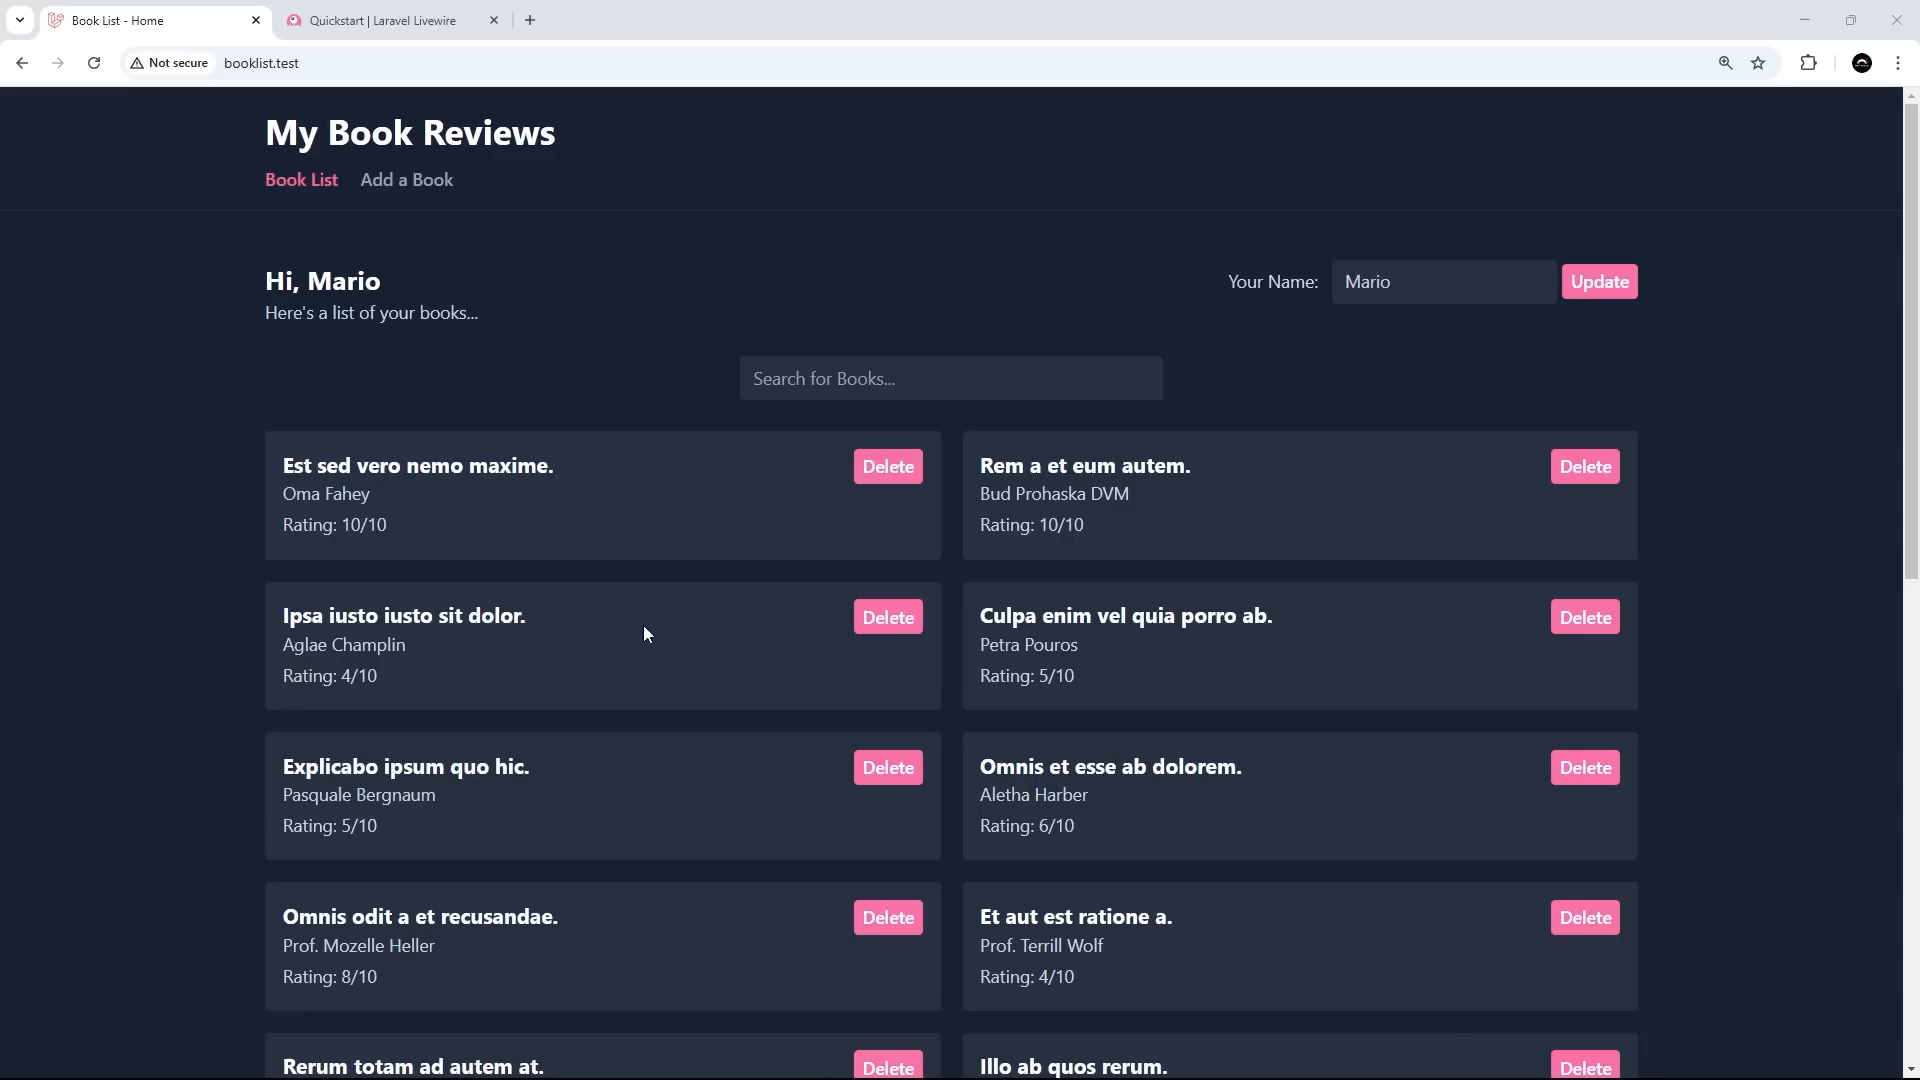 Book List - Home
Quickstart | Laravel Livewire
Not secure
booklist.test
My Book Reviews
Book List
Add a Book
Hi, Mario
Here's a list of your books...
Your Name:
Mario
Update
Search for Books...
Est sed vero nemo maxime.
Delete
Oma Fahey
Rating: 10/10
Rem a et eum autem.
Delete
Bud Prohaska DVM
Rating: 10/10
Ipsa iusto iusto sit dolor.
Delete
Aglae Champlin
Rating: 4/10
Culpa enim vel quia porro ab.
Delete
Petra Pouros
Rating: 5/10
Explicabo ipsum quo hic.
Delete
Pasquale Bergnaum
Rating: 5/10
Omnis et esse ab dolorem.
Delete
Aletha Harber
Rating: 6/10
Omnis odit a et recusandae.
Delete
Prof. Mozelle Heller
Rating: 8/10
Et aut est ratione a.
Delete
Prof. Terrill Wolf
Rating: 4/10
Rerum totam ad autem at.
Delete
Illo ab quos rerum.
Delete